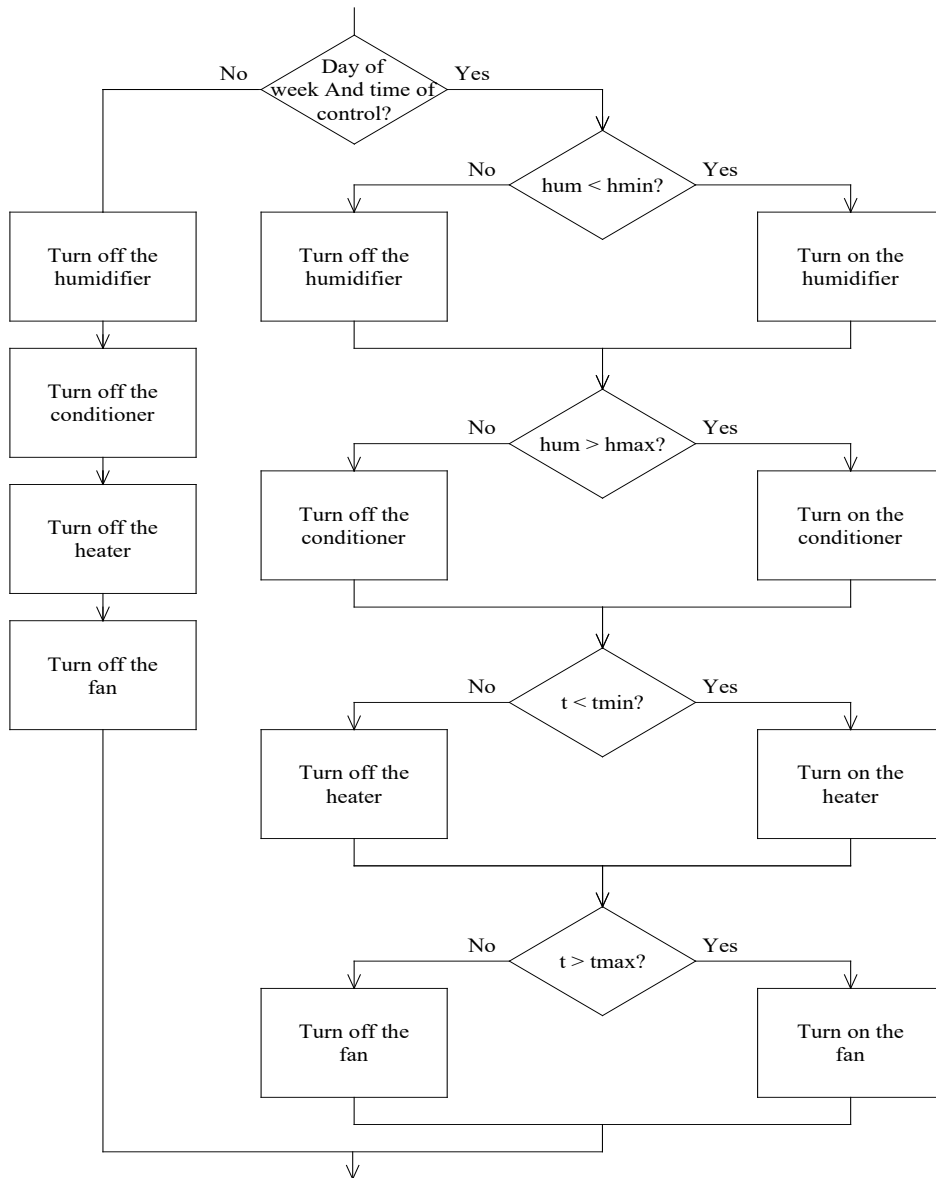 Day of
week And time of
control?
No
Yes
hum < hmin?
No
Yes
Turn off the
humidifier
Turn off the
humidifier
Turn on the
humidifier
Turn off the
conditioner
hum > hmax?
No
Yes
Turn off the
conditioner
Turn on the
conditioner
Turn off the
heater
Turn off the
fan
t < tmin?
No
Yes
Turn off the
heater
Turn on the
heater
t > tmax?
No
Yes
Turn off the
fan
Turn on the
fan